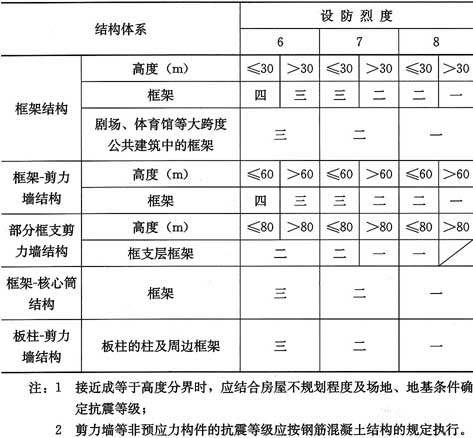 结构体系 设防烈度
6 7 8
框架结构 高度（m） ≤30 >30 ≤30 >30 ≤30 >30
框架 四 三 三 二 二 一
剧场、体育馆等大跨度
公共建筑中的框架 三 二 一
框架-剪力
墙结构 高度（m） ≤60 >60 ≤60 >60 ≤60 >60
框架 四 三 三 二 二 一
部分框支剪
力墙结构 高度（m） ≤80 >80 ≤80 >80 ≤80 >80
框支层框架 二 二 一 一
框架-核心筒
结构 框架 三 二 一
板柱-剪力
墙结构 板柱的柱及周边框架 三 二 一
注：1 接近或等于高度分界时，应结合房屋不规划程度及场地、地基条件确
定抗震等级；
2 剪力墙等非预应力构件的抗震等级应按钢筋混凝土结构的规定执行。